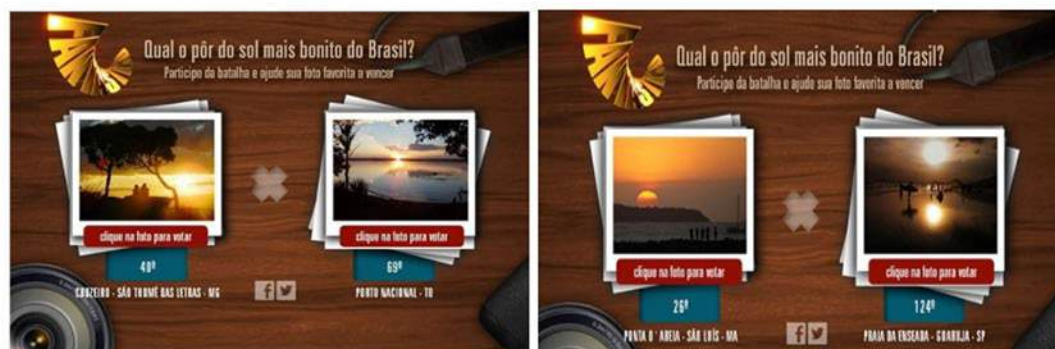 Qual o pôr do sol mais bonito do Brasil?
Participe da batalha e ajude sua foto favorita a vencer
clique na foto para votar
clique na foto para votar
40º
69º
CRUZEIRO - SÃO THOMÉ DAS LETRAS - MG
PORTO NACIONAL - TO
Qual o pôr do sol mais bonito do Brasil?
Participe da batalha e ajude sua foto favorita a vencer
clique na foto para votar
clique na foto para votar
26º
124º
PONTA D'AREIA - SÃO LUÍS - MA
PRAIA DA ENSEADA - GUARUJA - SP